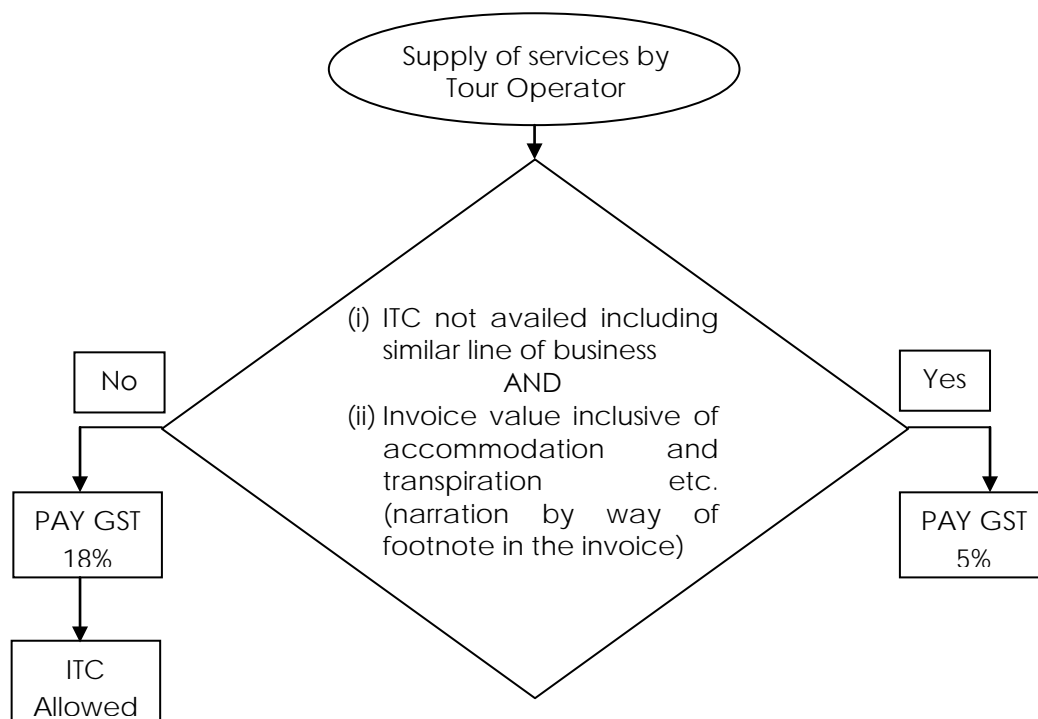 Supply of services by
Tour Operator
(i) ITC not availed including
similar line of business
AND
(ii) Invoice value inclusive of
accommodation and
transpiration etc.
(narration by way of
footnote in the invoice)
No
Yes
PAY GST
18%
PAY GST
5%
ITC
Allowed